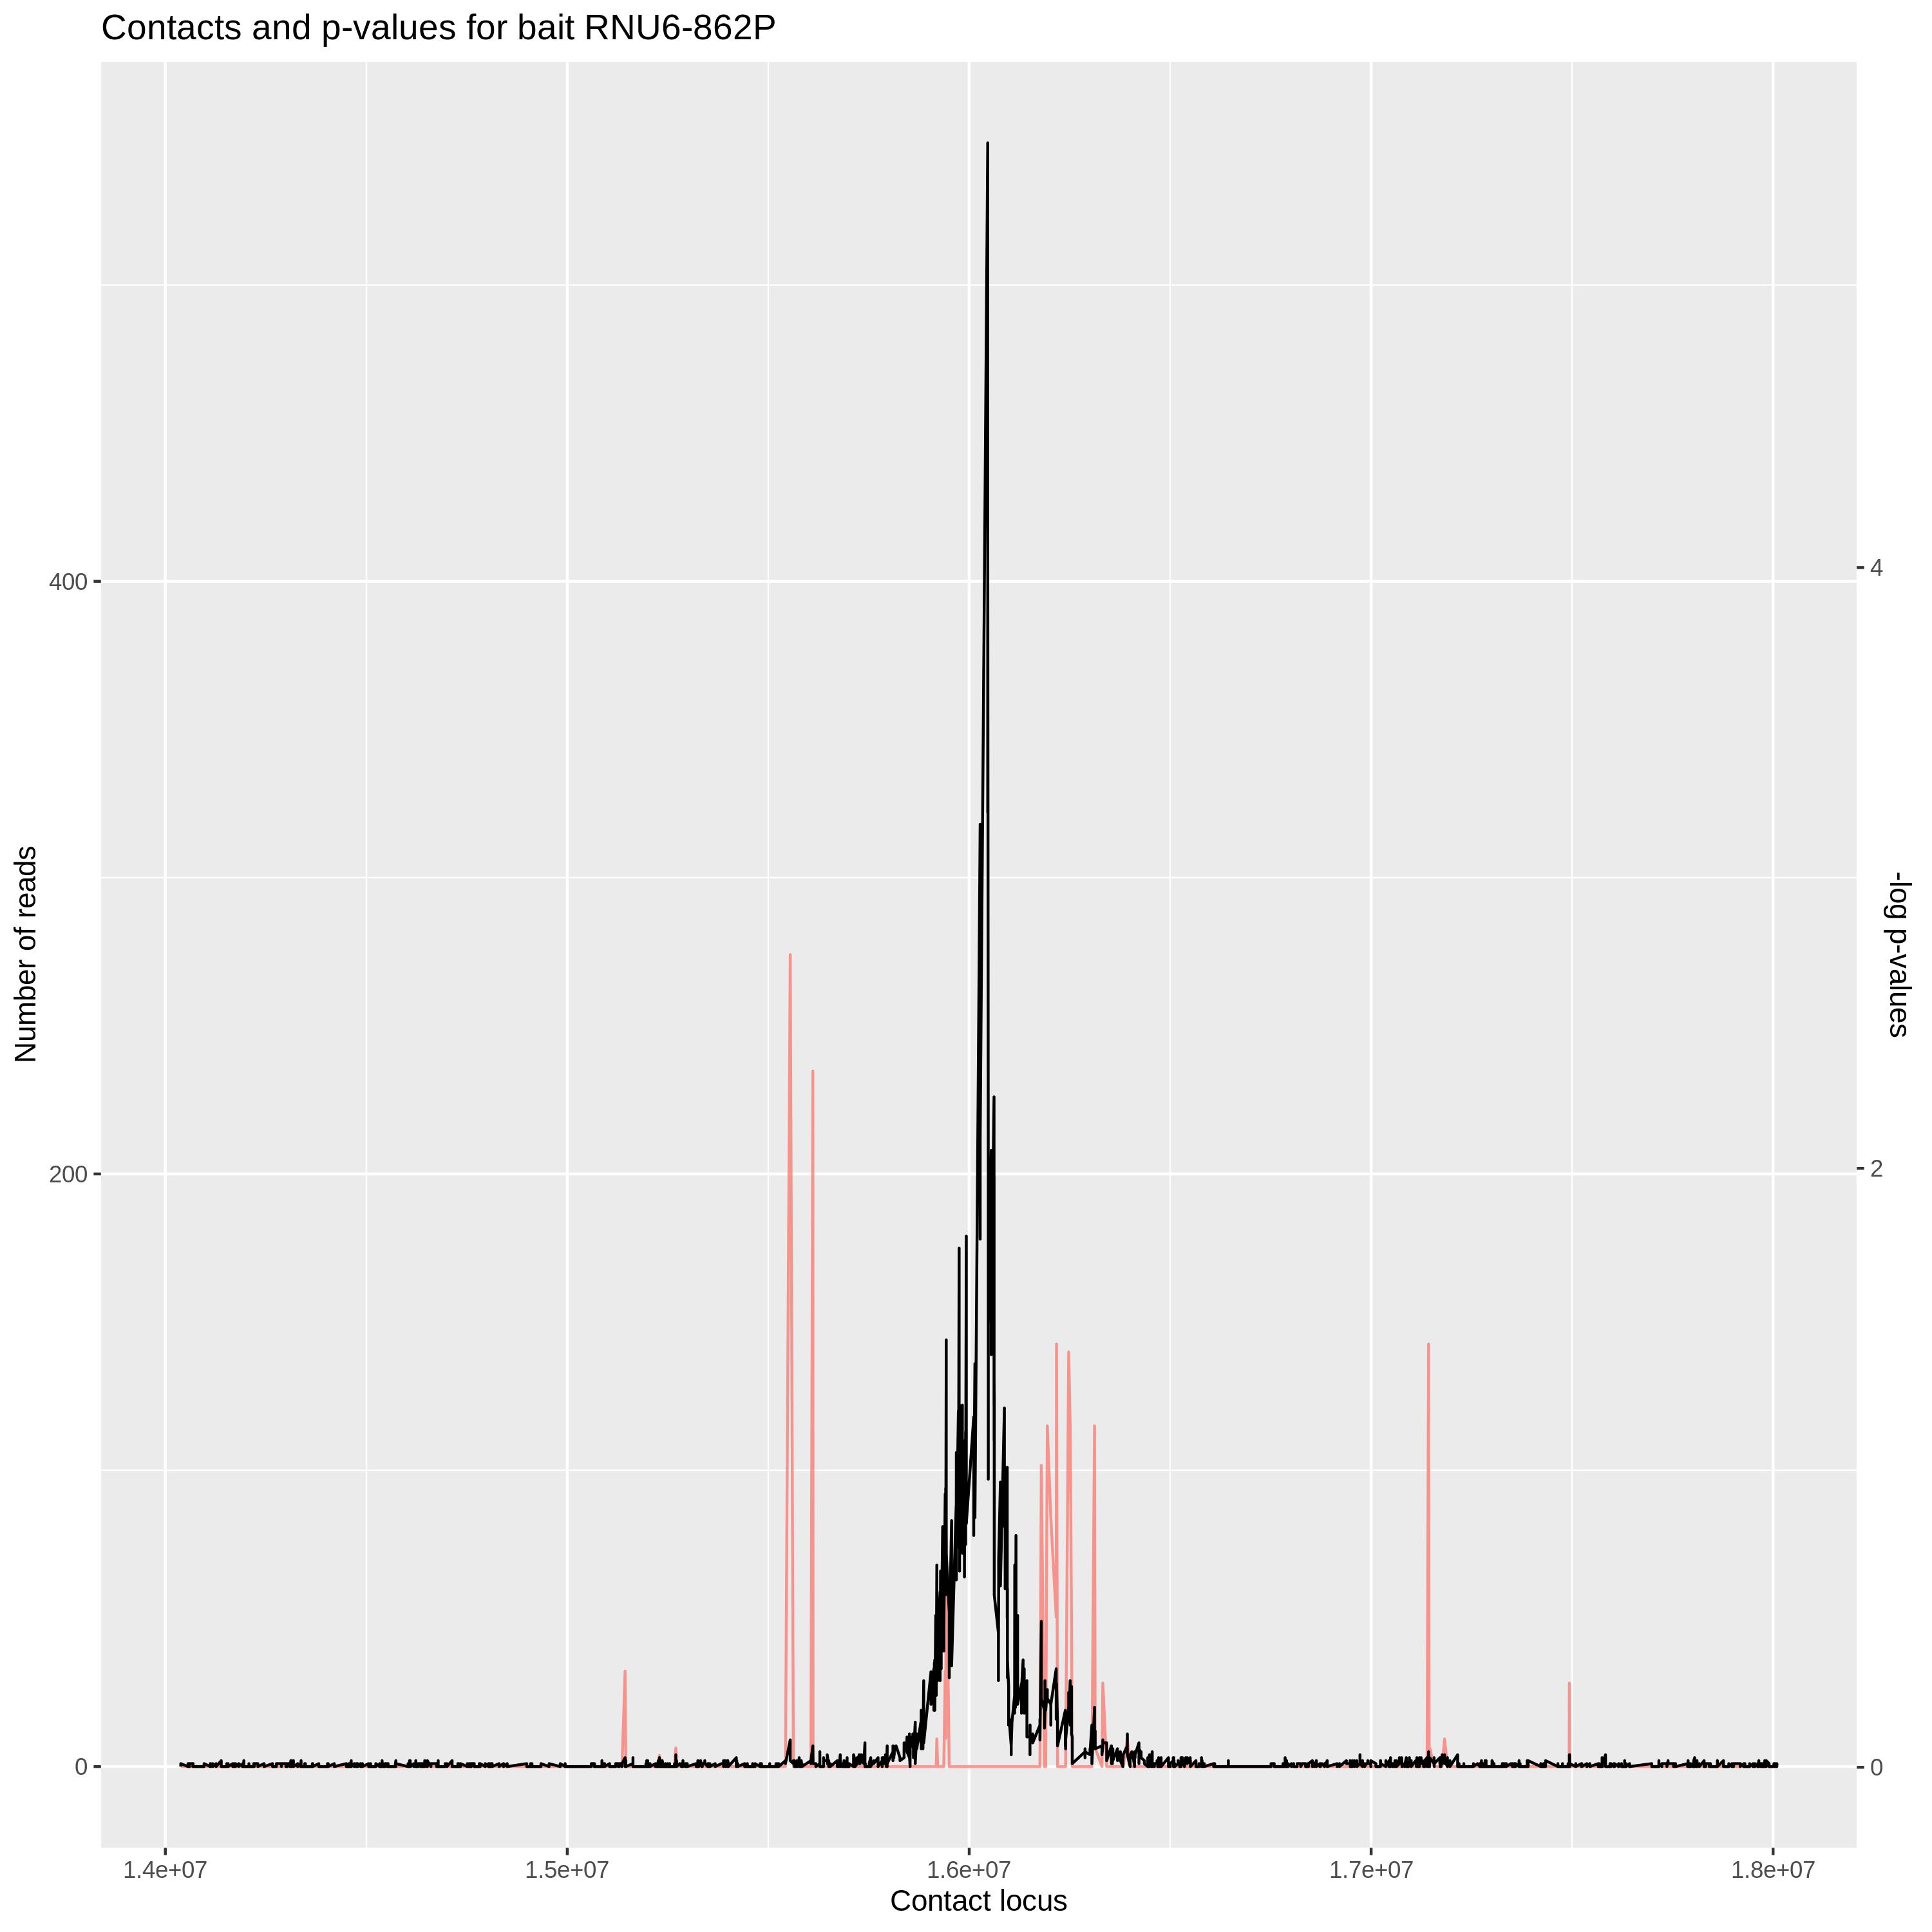 Contacts and p-values for bait RNU6-862P
Number of reads
400
200
0
4
2
0
-log p-values
1.4e+07 1.5e+07 1.6e+07 1.7e+07 1.8e+07
Contact locus